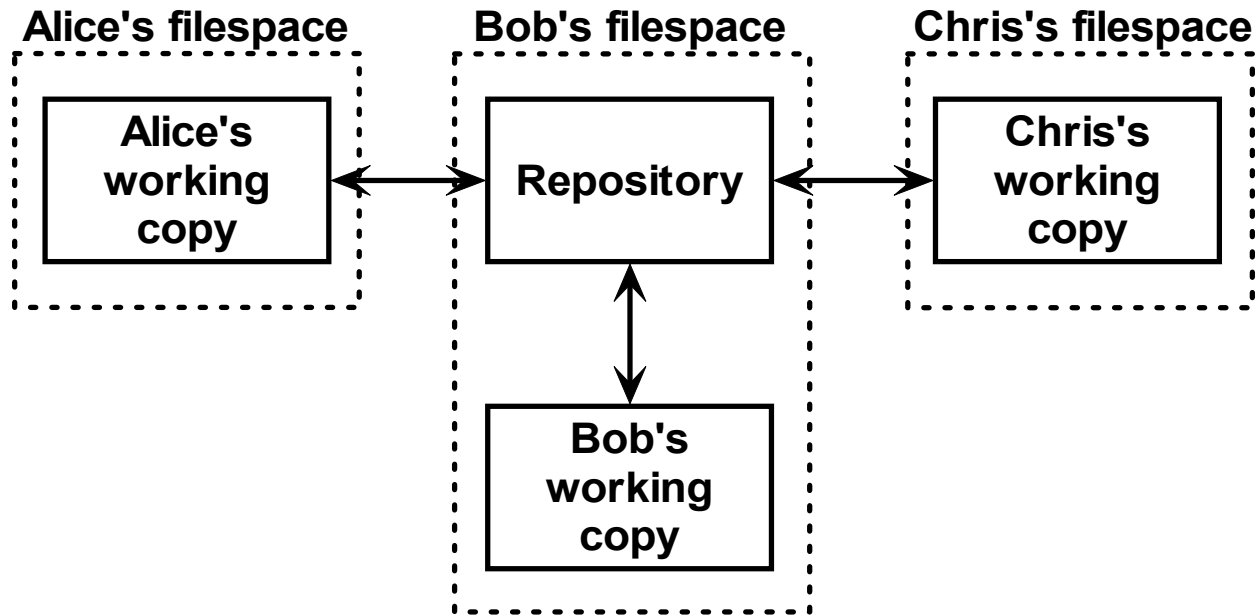 Alice's filespace
Bob's filespace
Chris's filespace
Alice's
working
copy
Repository
Chris's
working
copy
Bob's
working
copy